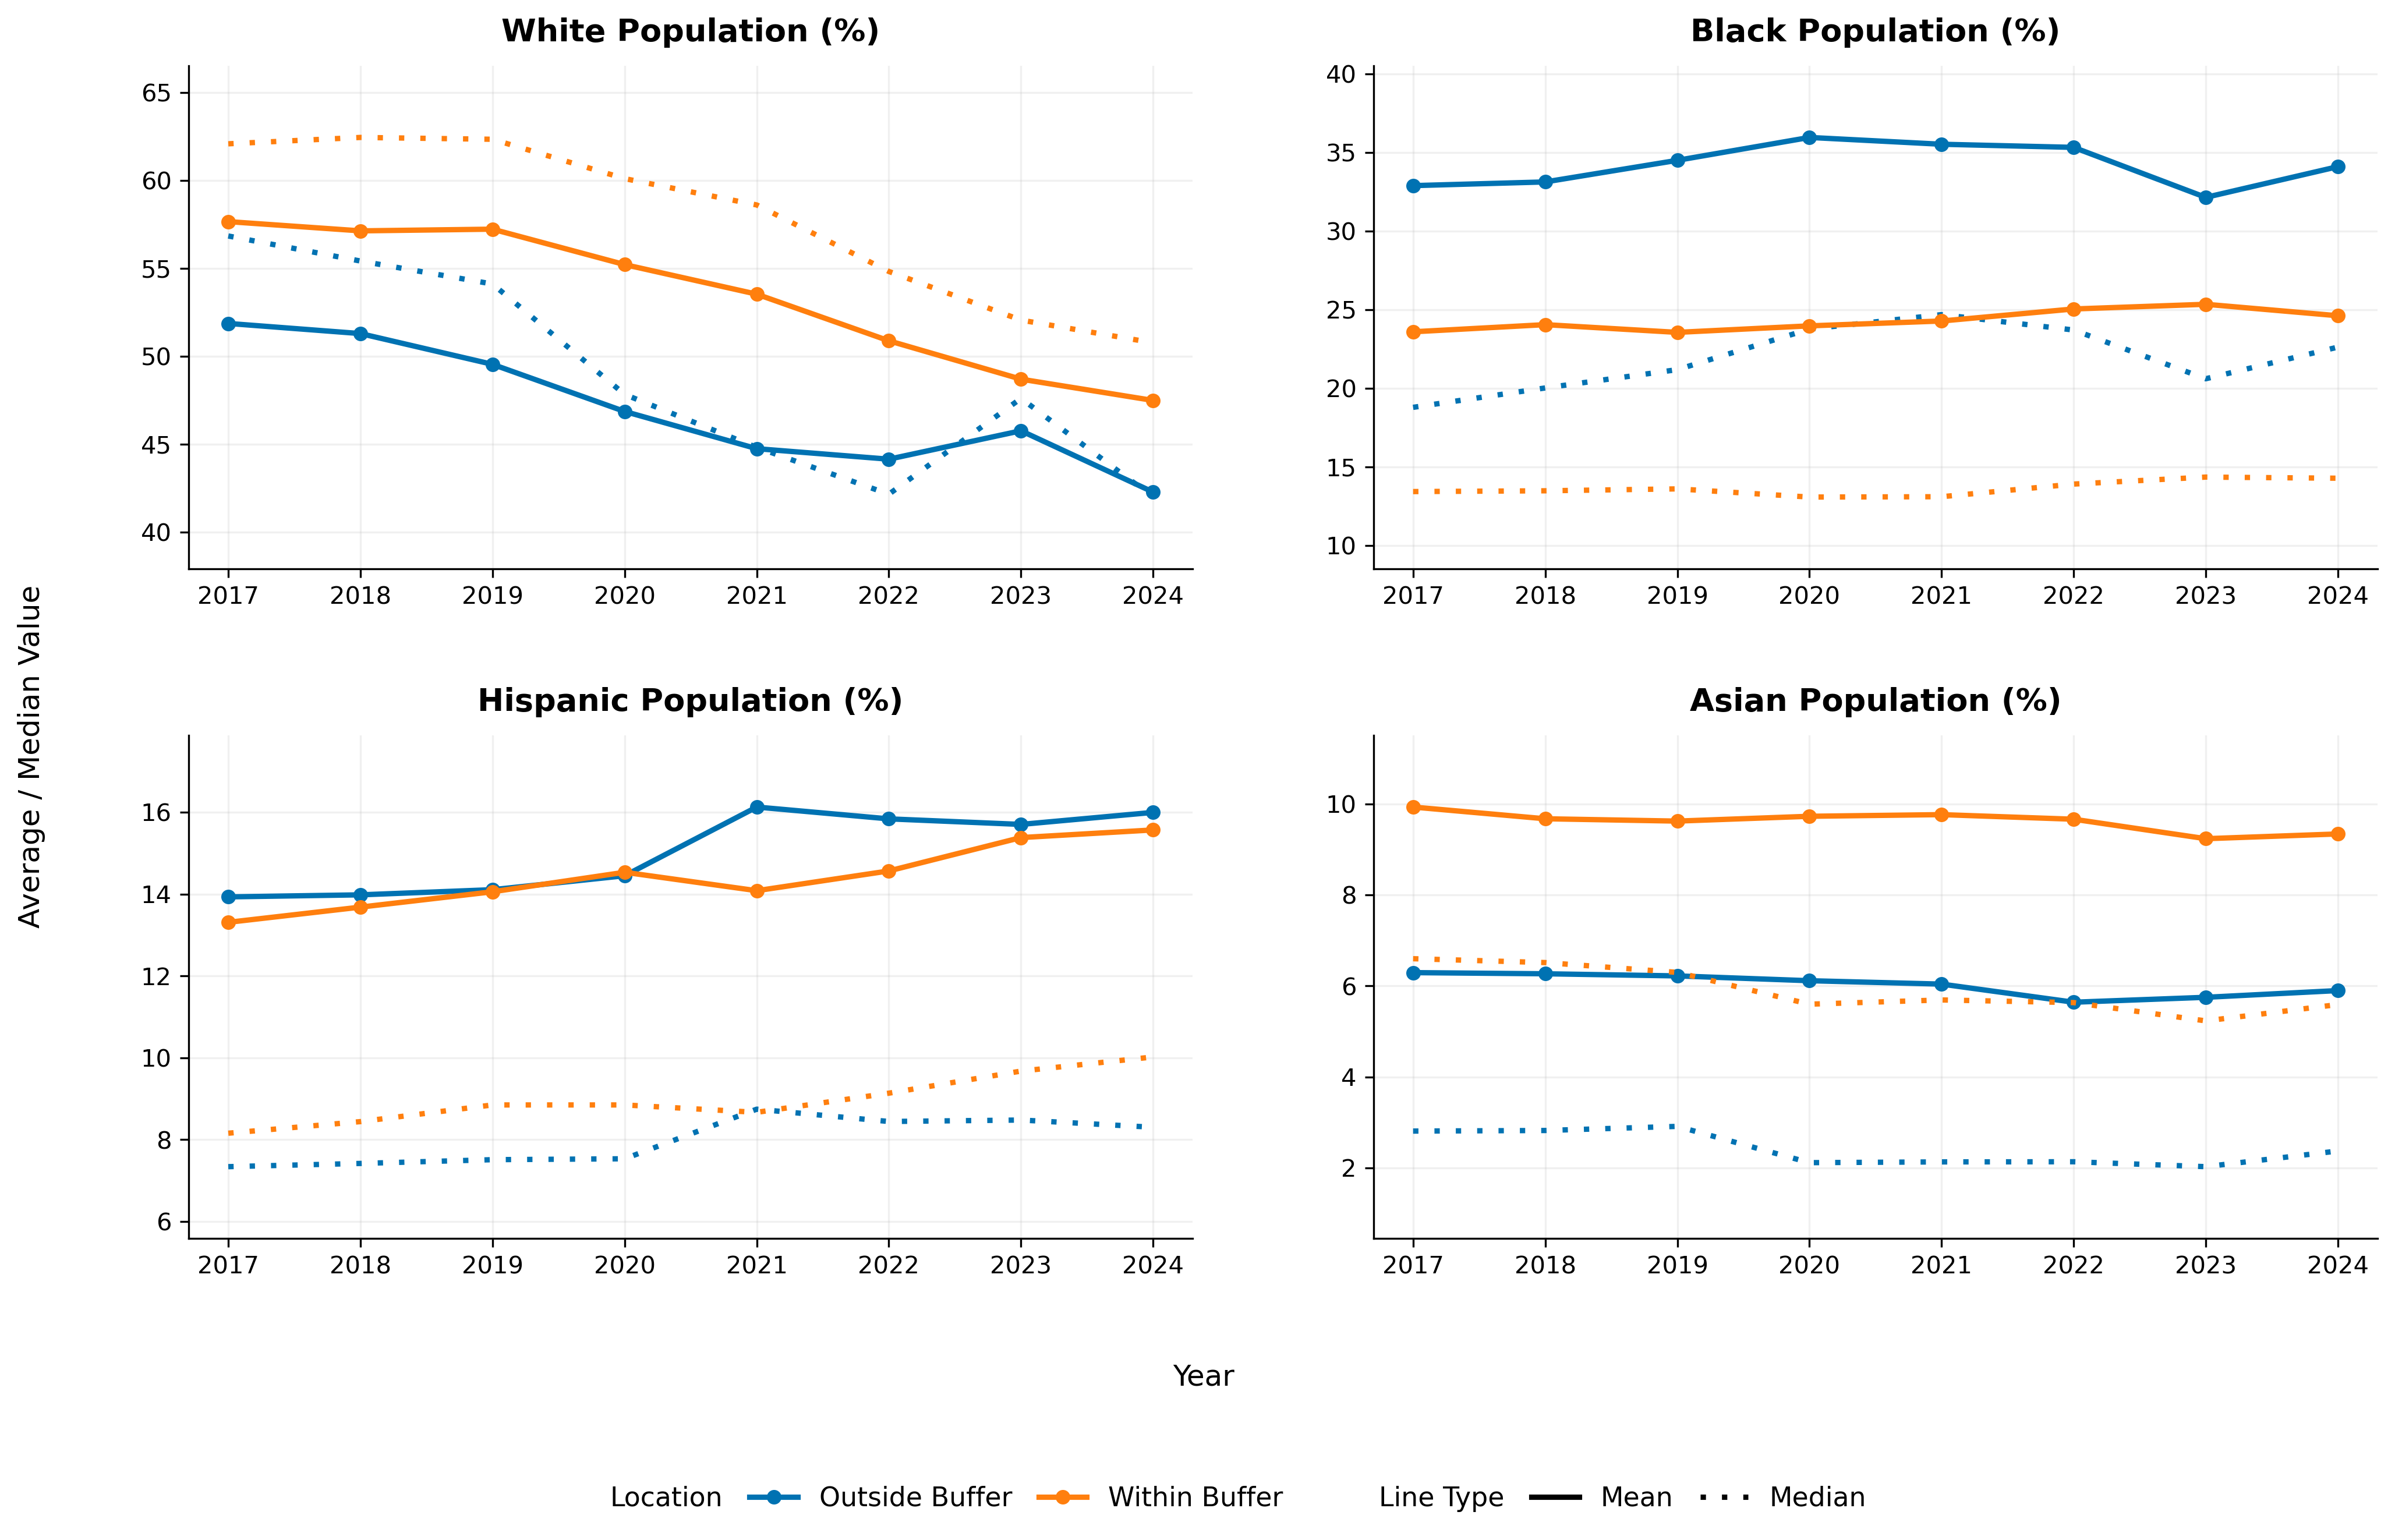 White Population (%)
65
60
55
50
45
40
2017 2018 2019 2020 2021 2022 2023 2024
Black Population (%)
40
35
30
25
20
15
10
2017 2018 2019 2020 2021 2022 2023 2024
Average / Median Value
Hispanic Population (%)
16
14
12
10
8
6
2017 2018 2019 2020 2021 2022 2023 2024
Asian Population (%)
10
8
6
4
2
2017 2018 2019 2020 2021 2022 2023 2024
Year
Location Outside Buffer Within Buffer Line Type Mean Median